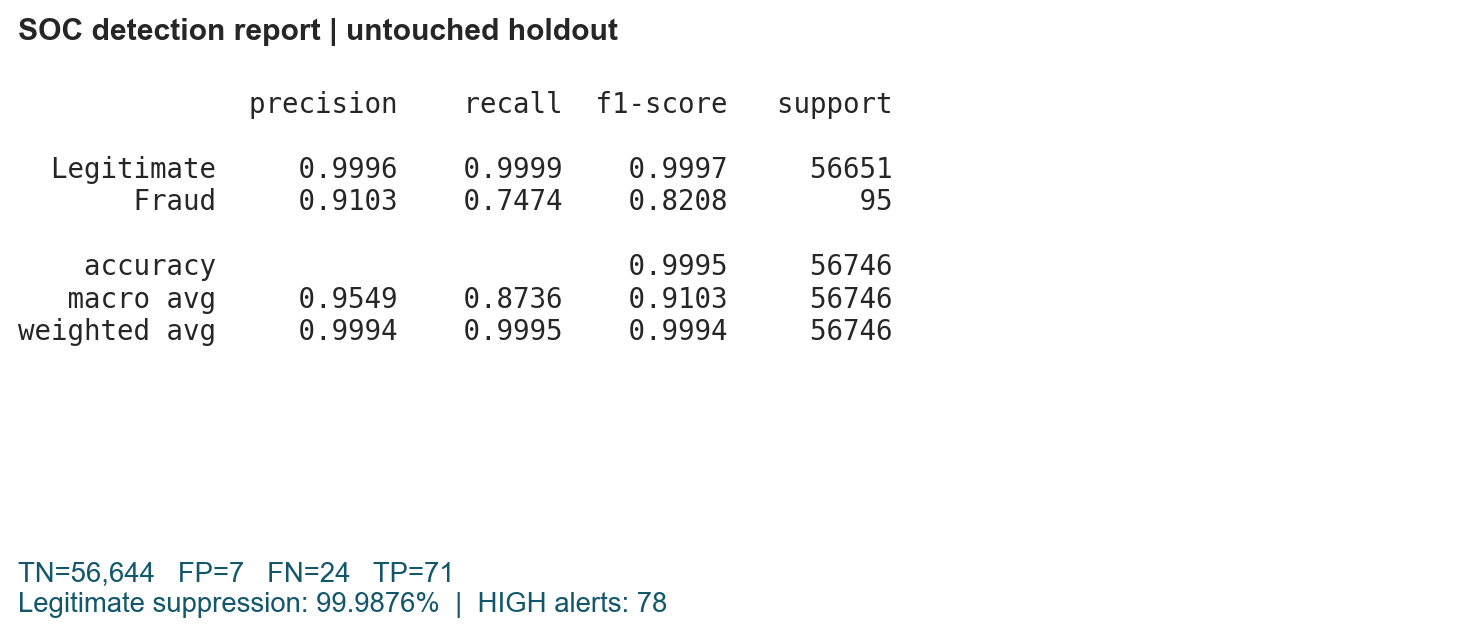 SOC detection report | untouched holdout
precision recall f1-score support
Legitimate 0.9996 0.9999 0.9997 56651
Fraud 0.9103 0.7474 0.8208 95
accuracy 0.9995 56746
macro avg 0.9549 0.8736 0.9103 56746
weighted avg 0.9994 0.9995 0.9994 56746
TN=56,644 FP=7 FN=24 TP=71
Legitimate suppression: 99.9876% | HIGH alerts: 78